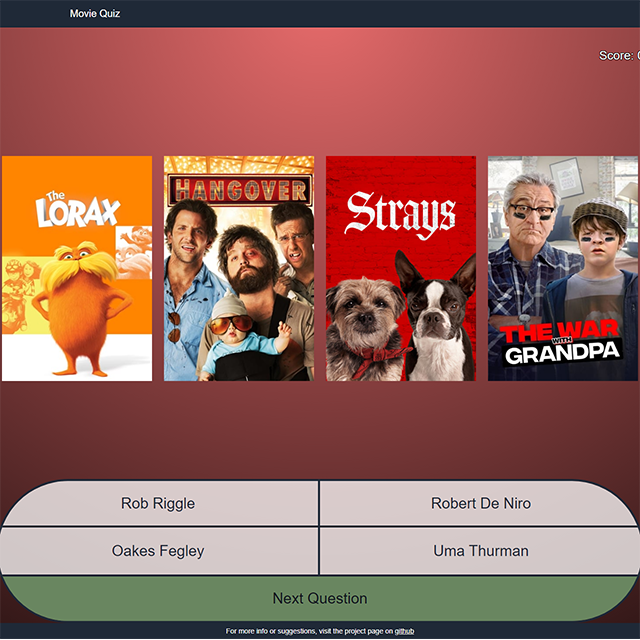 Movie Quiz
Score:
The
LORAX
HANGOVER
Strays
THE WAR
WITH
GRANDPA
Rob Riggle
Robert De Niro
Oakes Fegley
Uma Thurman
Next Question
For more info or suggestions, visit the project page on github